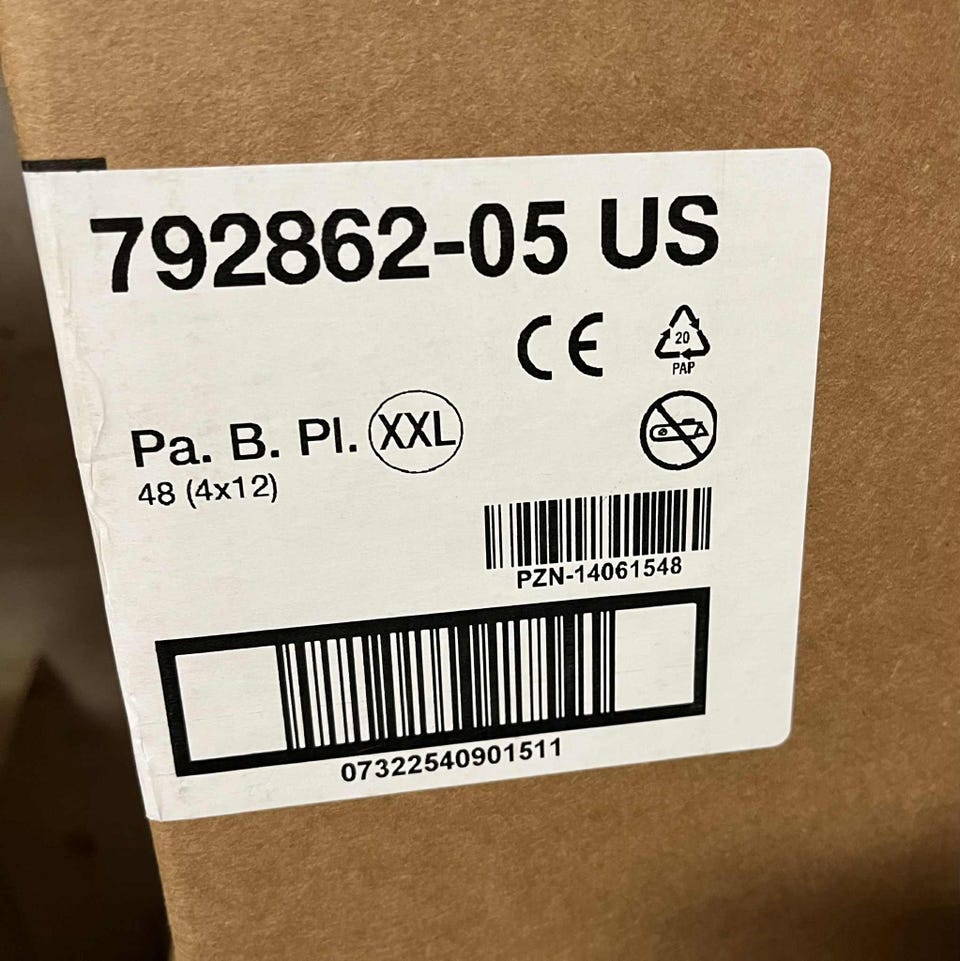 792862-05 US
CE
20
PAP
Pa. B. Pl. XXL
48 (4x12)
PZN-14061548
07322540901511